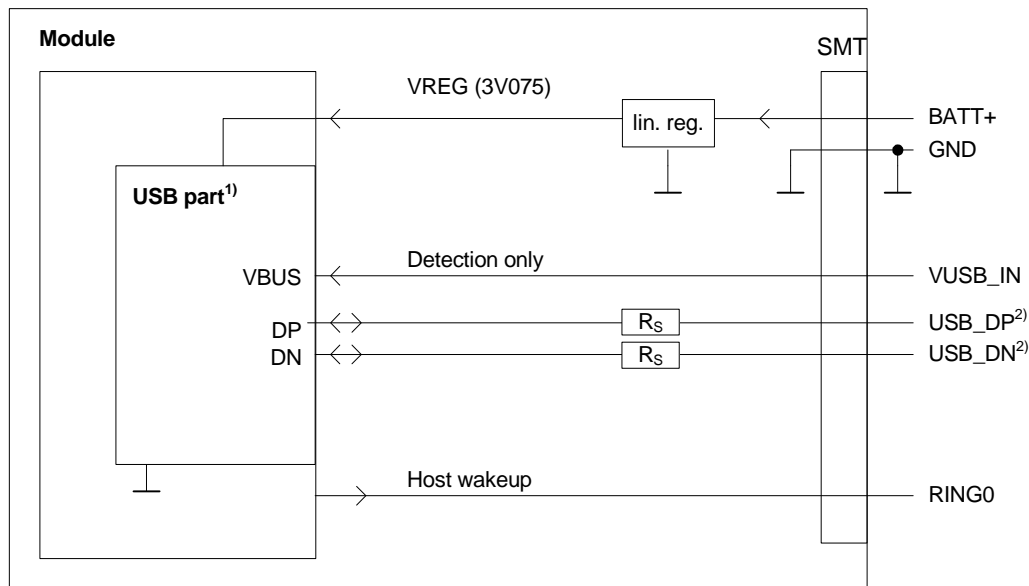 Module
SMT
VREG (3V075)
lin. reg.
BATT+
GND
USB part1)
VBUS
Detection only
VUSB_IN
DP
RS
USB_DP2)
DN
RS
USB_DN2)
Host wakeup
RING0